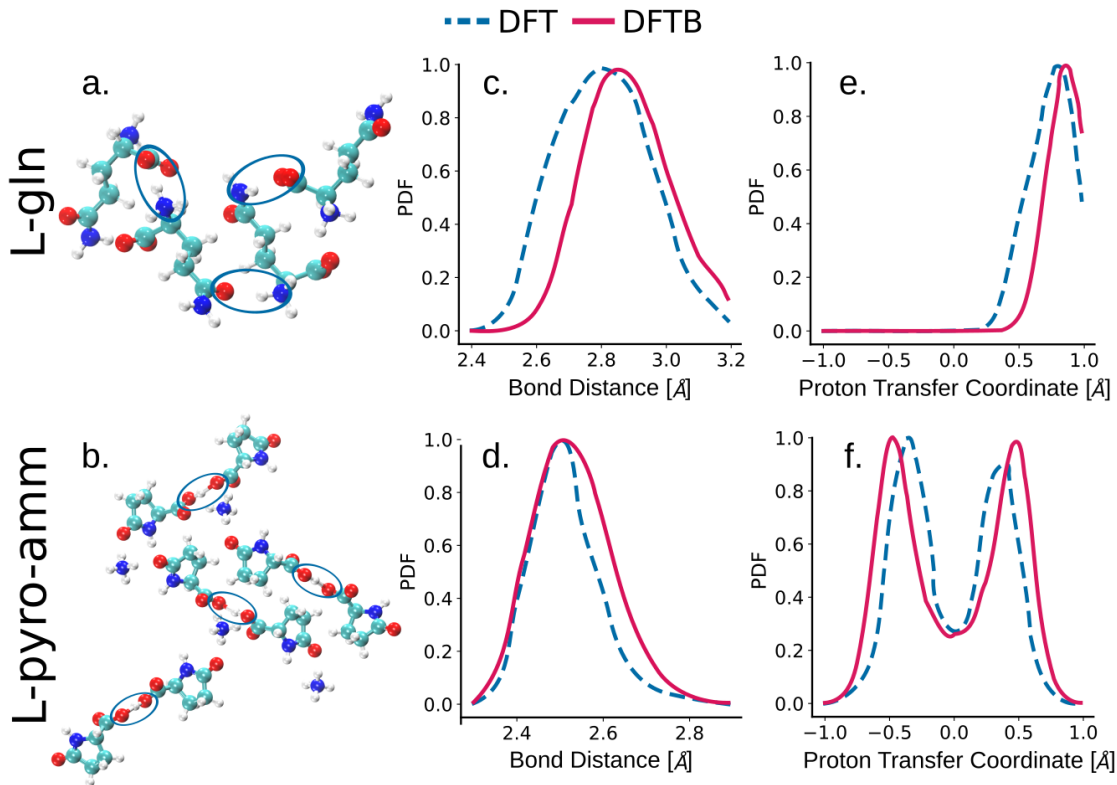 DFT DFTB
L-gln
a.
c.
PDF
1.0
0.8
0.6
0.4
0.2
0.0
2.4 2.6 2.8 3.0 3.2
Bond Distance [Å]
e.
PDF
1.0
0.8
0.6
0.4
0.2
0.0
−1.0 −0.5 0.0 0.5 1.0
Proton Transfer Coordinate [Å]
L-pyro-amm
b.
d.
PDF
1.0
0.8
0.6
0.4
0.2
0.0
2.4 2.6 2.8
Bond Distance [Å]
f.
PDF
1.0
0.8
0.6
0.4
0.2
0.0
−1.0 −0.5 0.0 0.5 1.0
Proton Transfer Coordinate [Å]